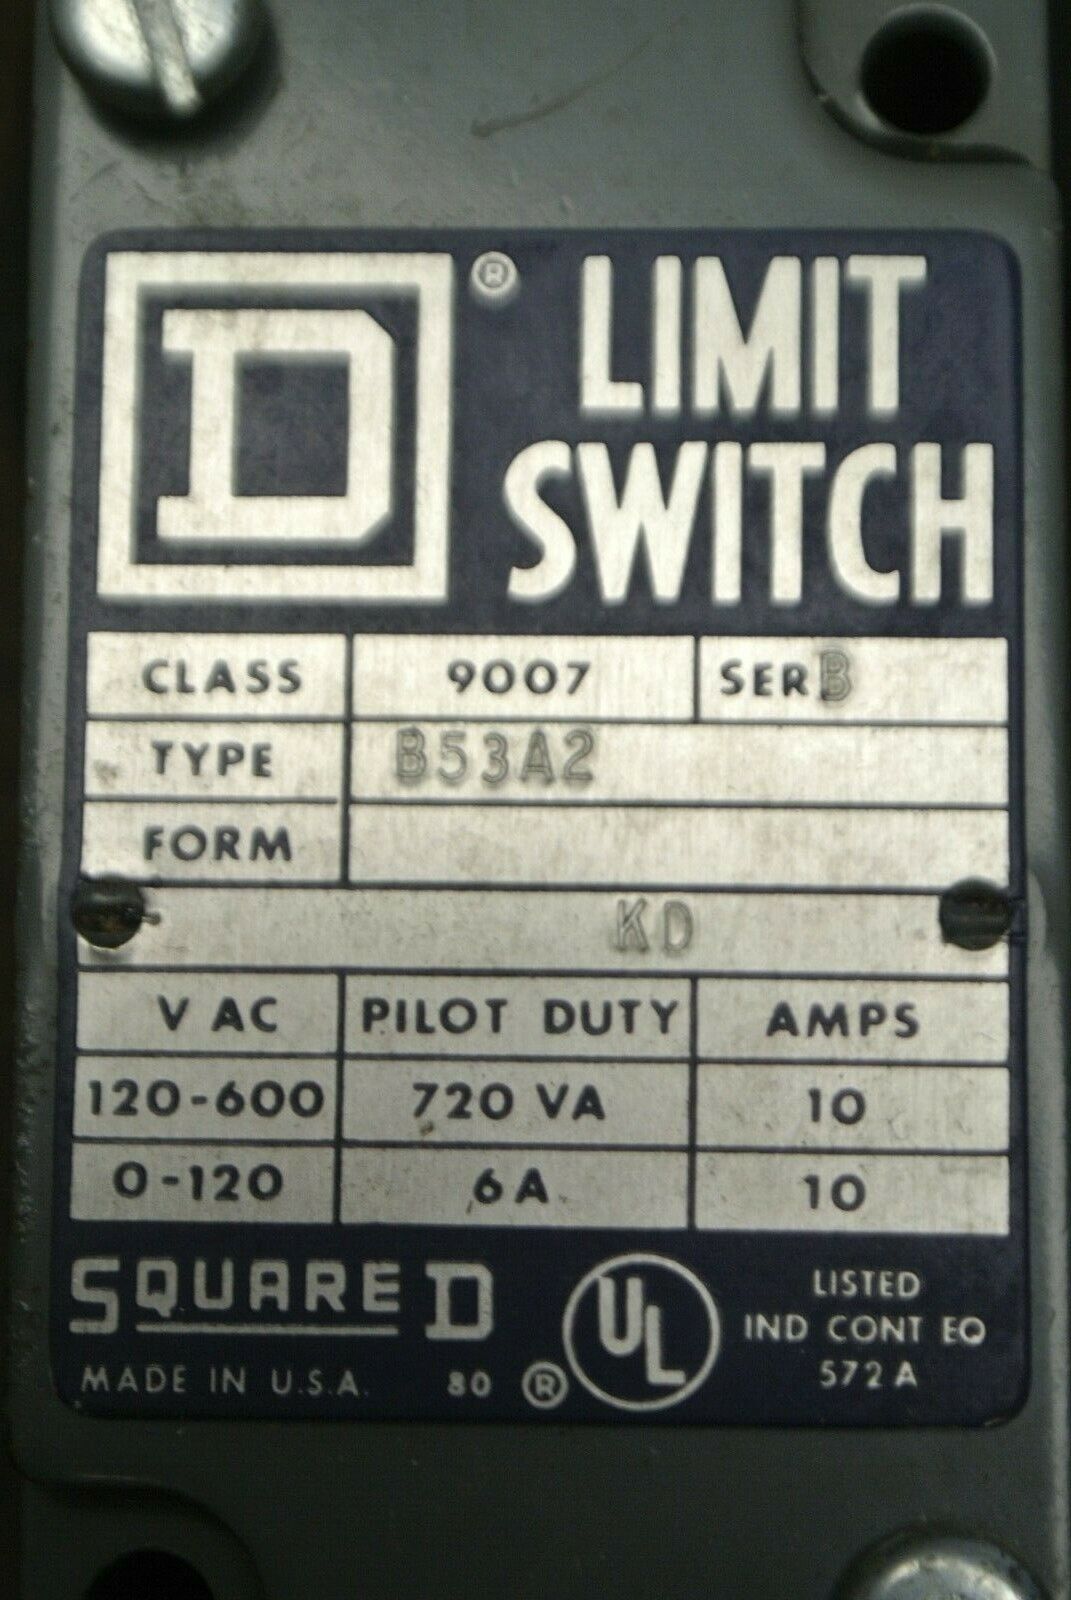 D ®
LIMIT
SWITCH
CLASS 9007 SER B
TYPE B53A2
FORM
KD
V AC PILOT DUTY AMPS
120-600 720 VA 10
0-120 6A 10
SQUARE D
MADE IN U.S.A. 80
UL ®
LISTED
IND CONT EQ
572A